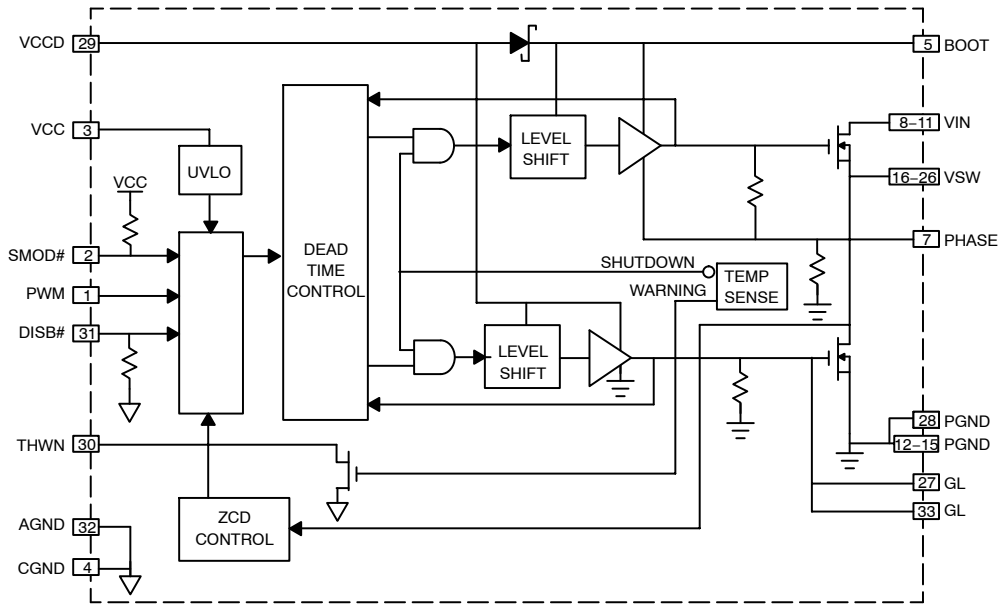 VCCD 29
5 BOOT
VCC 3
8–11 VIN
LEVEL
SHIFT
UVLO
VCC
16–26 VSW
SMOD# 2
DEAD
TIME
CONTROL
7 PHASE
SHUTDOWN
TEMP
SENSE
WARNING
PWM 1
DISB# 31
LEVEL
SHIFT
28 PGND
THWN 30
12–15 PGND
27 GL
ZCD
CONTROL
33 GL
AGND 32
CGND 4